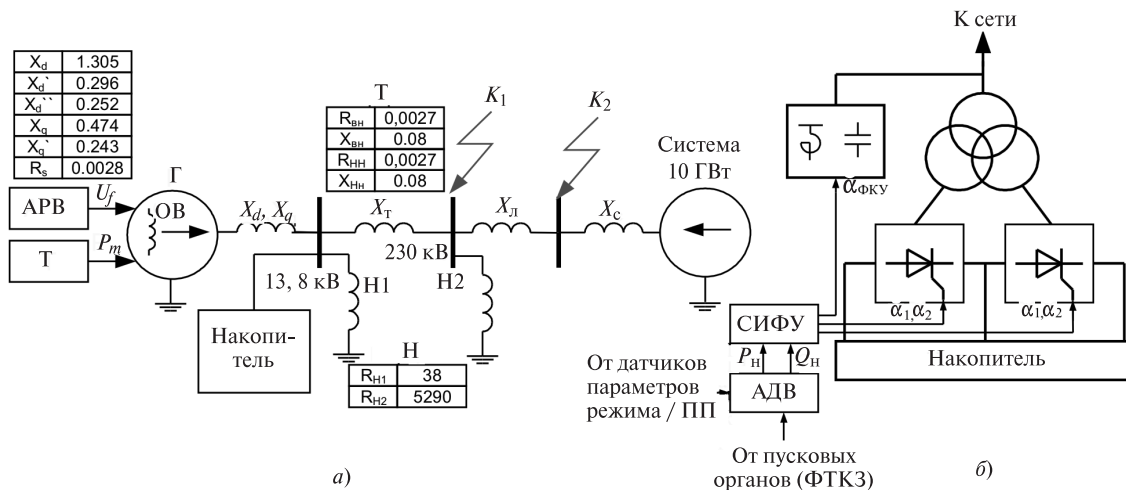 X_d 1.305
X_d` 0.296
X_d`` 0.252
X_q 0.474
X_q` 0.243
R_s 0.0028
АРВ
U_f
Т
P_m
Г
ОВ
X_d, X_q
13, 8 кВ
Накопи-
тель
Н1
Т
R_вн 0,0027
X_вн 0.08
R_НН 0,0027
X_Нн 0.08
X_т
230 кВ
K_1
Н2
X_л
K_2
X_с
Система
10 ГВт
Н
R_Н1 38
R_Н2 5290
а)
К сети
α_ФКУ
α_1,α_2
α_1,α_2
СИФУ
Накопитель
P_Н
Q_Н
От датчиков
параметров
режима / ПП
АДВ
От пусковых
органов (ФТКЗ)
б)